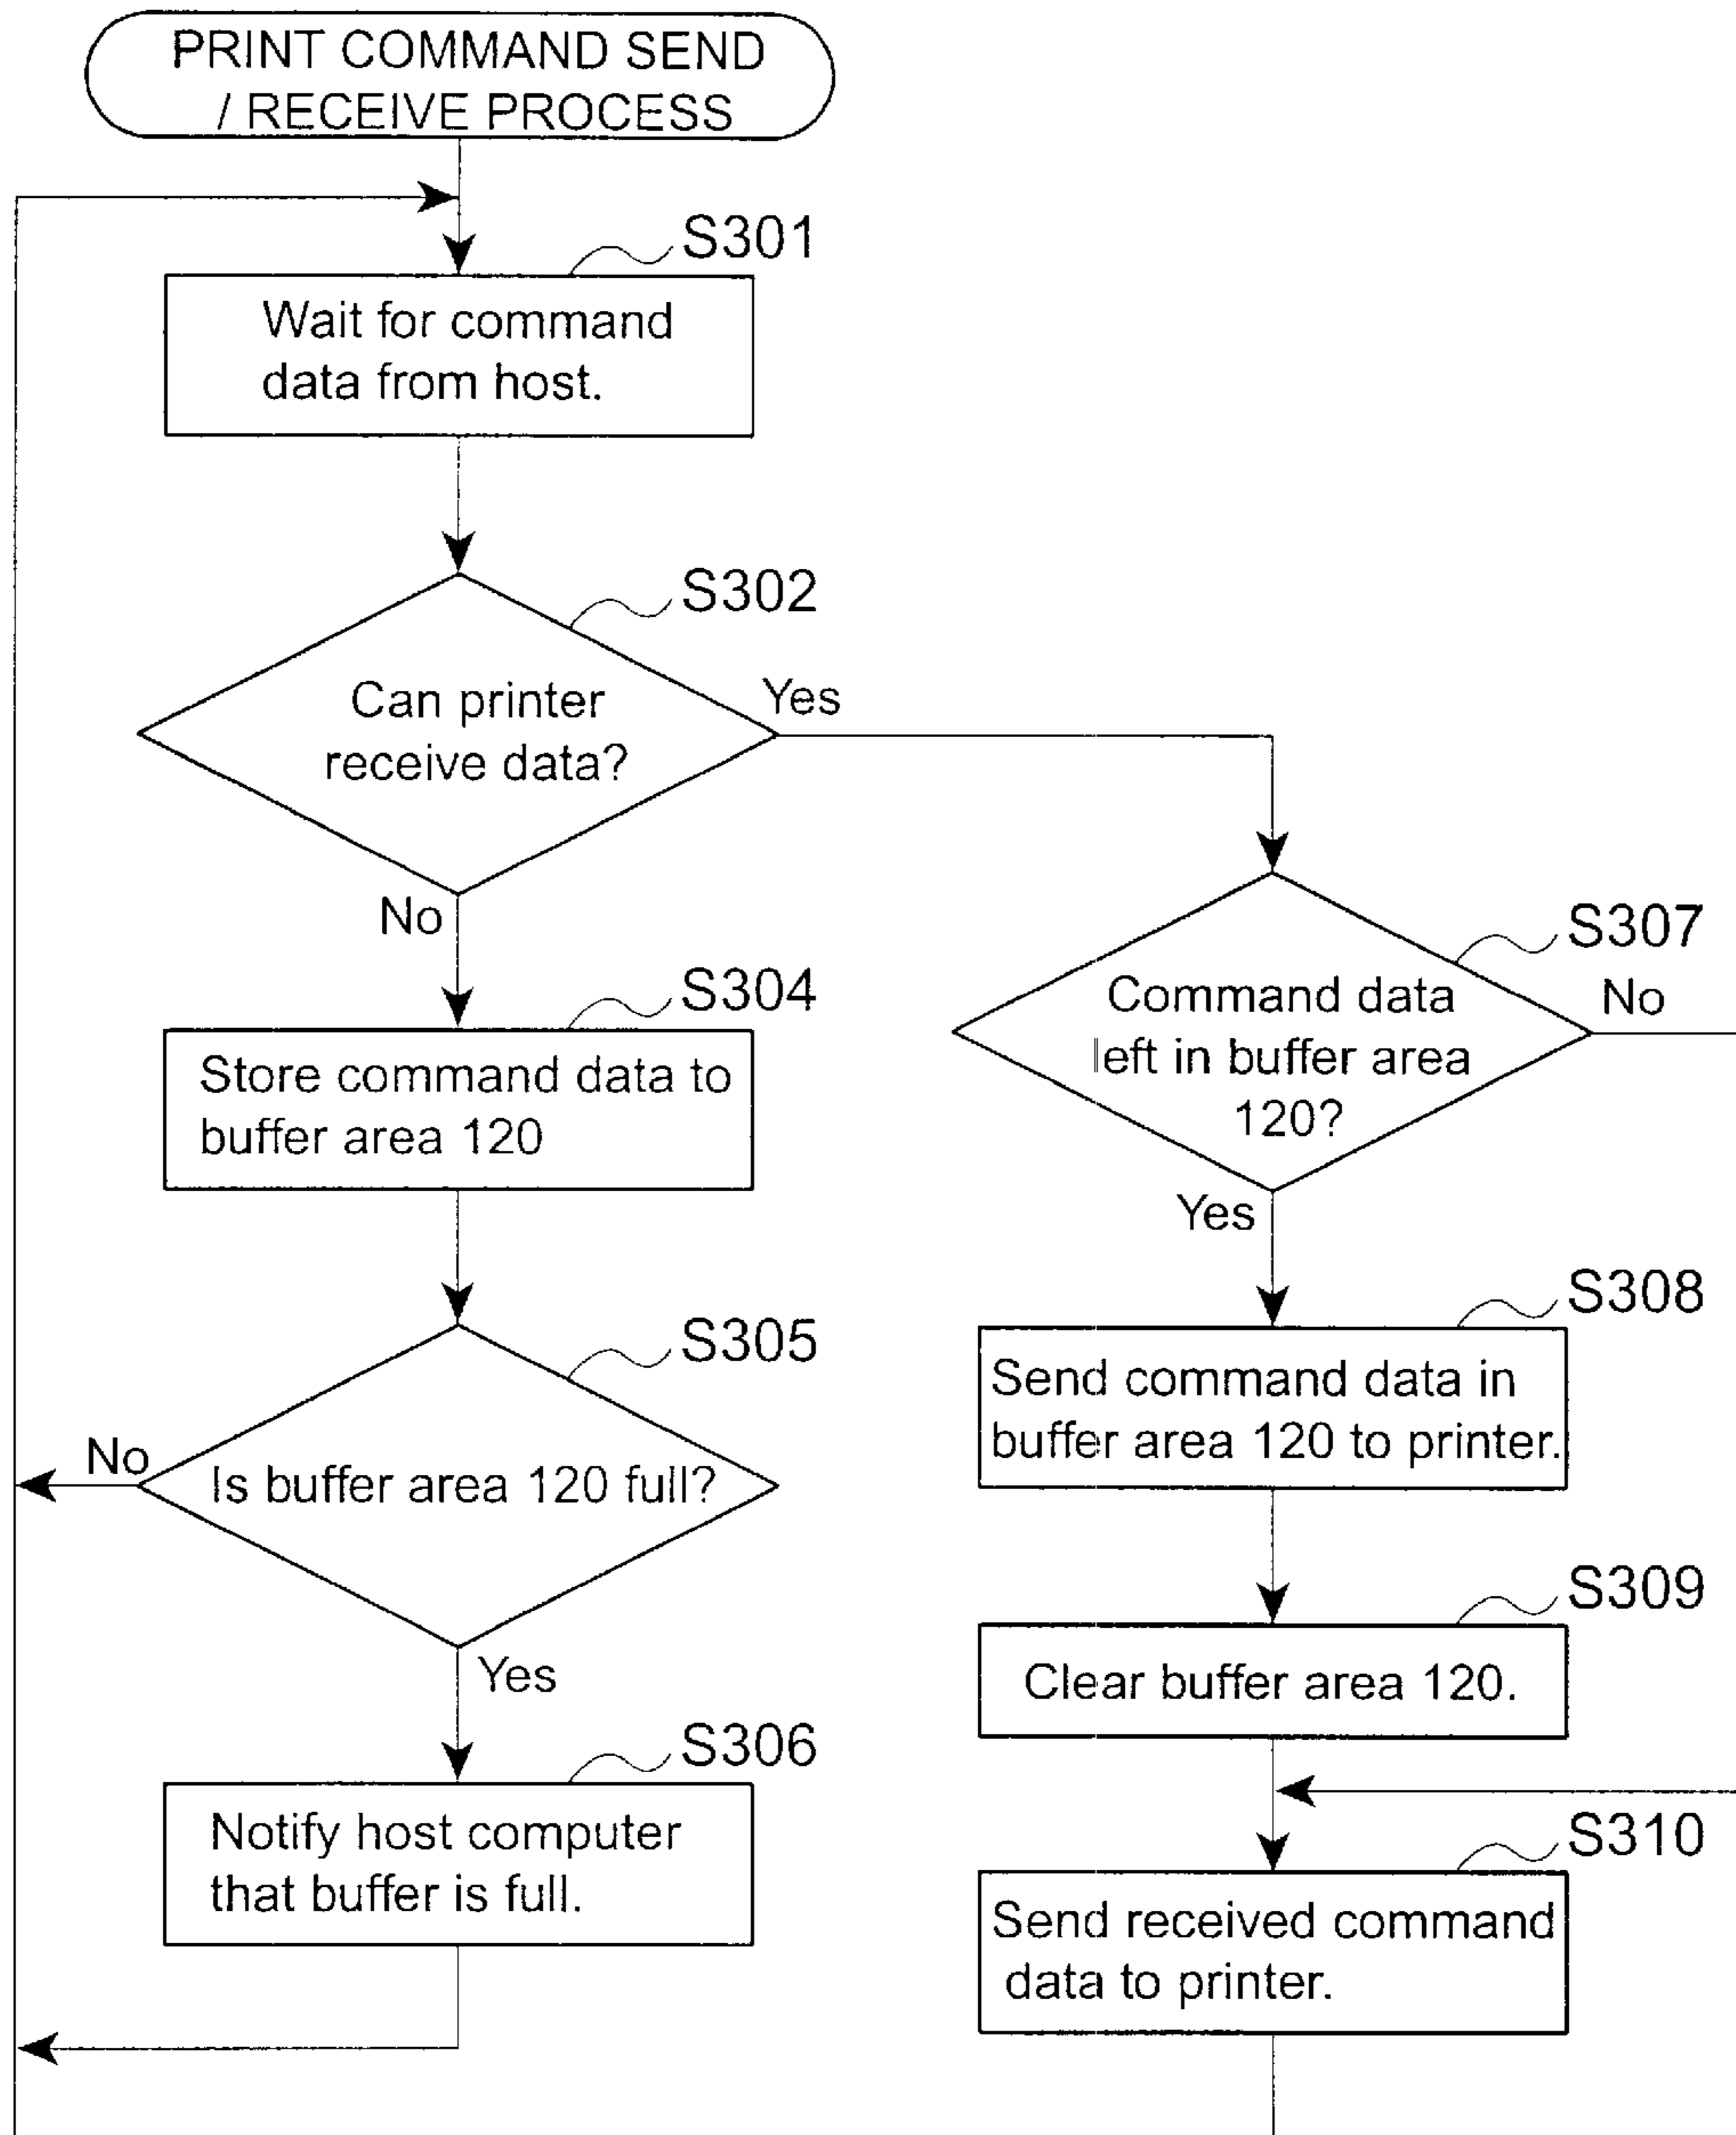 PRINT COMMAND SEND
/ RECEIVE PROCESS
S301
Wait for command
data from host.
S302
Can printer
receive data?
Yes
No
S304
Store command data to
buffer area 120
S305
Is buffer area 120 full?
No
Yes
S306
Notify host computer
that buffer is full.
S307
Command data
left in buffer area
120?
No
Yes
S308
Send command data in
buffer area 120 to printer.
S309
Clear buffer area 120.
S310
Send received command
data to printer.